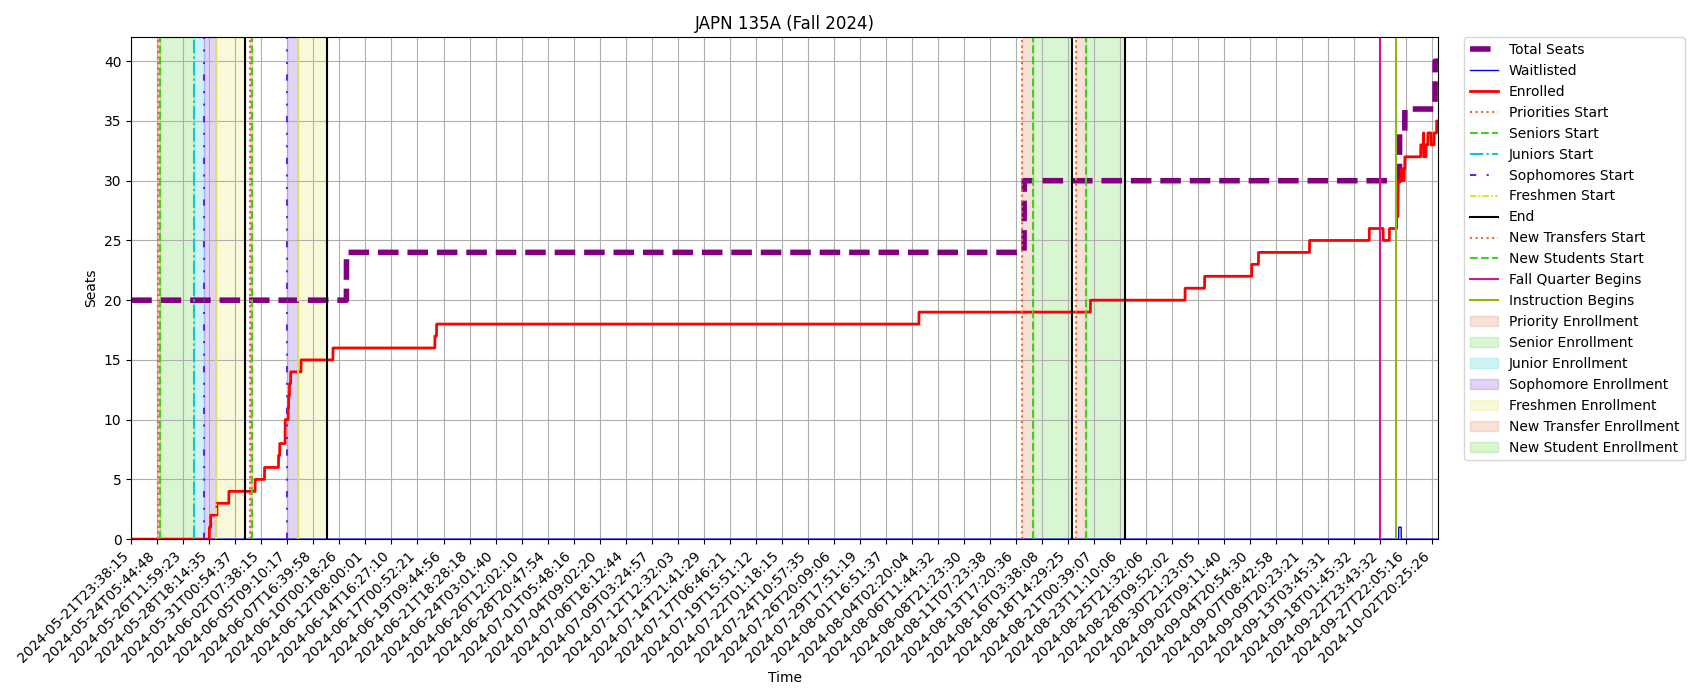 JAPN 135A (Fall 2024)
Seats
40
35
30
25
20
15
10
5
0
2024-05-21T23:38:15
2024-05-24T05:44:48
2024-05-26T11:59:23
2024-05-28T18:14:35
2024-05-31T00:54:37
2024-06-02T07:38:15
2024-06-05T09:10:17
2024-06-07T16:39:58
2024-06-10T00:18:26
2024-06-12T08:00:01
2024-06-14T16:27:10
2024-06-17T00:52:21
2024-06-19T09:44:56
2024-06-21T18:28:18
2024-06-24T03:01:40
2024-06-26T12:02:10
2024-06-28T20:47:54
2024-07-01T05:48:16
2024-07-04T09:02:20
2024-07-06T18:12:44
2024-07-09T03:24:57
2024-07-12T12:32:03
2024-07-14T21:41:29
2024-07-17T06:46:21
2024-07-19T15:51:12
2024-07-22T01:18:15
2024-07-24T10:57:35
2024-07-26T20:09:06
2024-07-29T17:51:19
2024-08-01T16:51:37
2024-08-04T02:20:04
2024-08-06T11:44:32
2024-08-08T21:23:30
2024-08-11T07:23:38
2024-08-13T17:20:36
2024-08-16T03:38:08
2024-08-18T14:29:25
2024-08-21T00:39:07
2024-08-23T11:10:06
2024-08-25T21:32:06
2024-08-28T09:52:02
2024-08-30T21:23:05
2024-09-02T09:11:40
2024-09-04T20:54:30
2024-09-07T08:42:58
2024-09-09T20:23:21
2024-09-13T03:45:31
2024-09-18T01:45:32
2024-09-22T23:43:32
2024-09-27T22:05:16
2024-10-02T20:25:26
Time
Total Seats
Waitlisted
Enrolled
Priorities Start
Seniors Start
Juniors Start
Sophomores Start
Freshmen Start
End
New Transfers Start
New Students Start
Fall Quarter Begins
Instruction Begins
Priority Enrollment
Senior Enrollment
Junior Enrollment
Sophomore Enrollment
Freshmen Enrollment
New Transfer Enrollment
New Student Enrollment